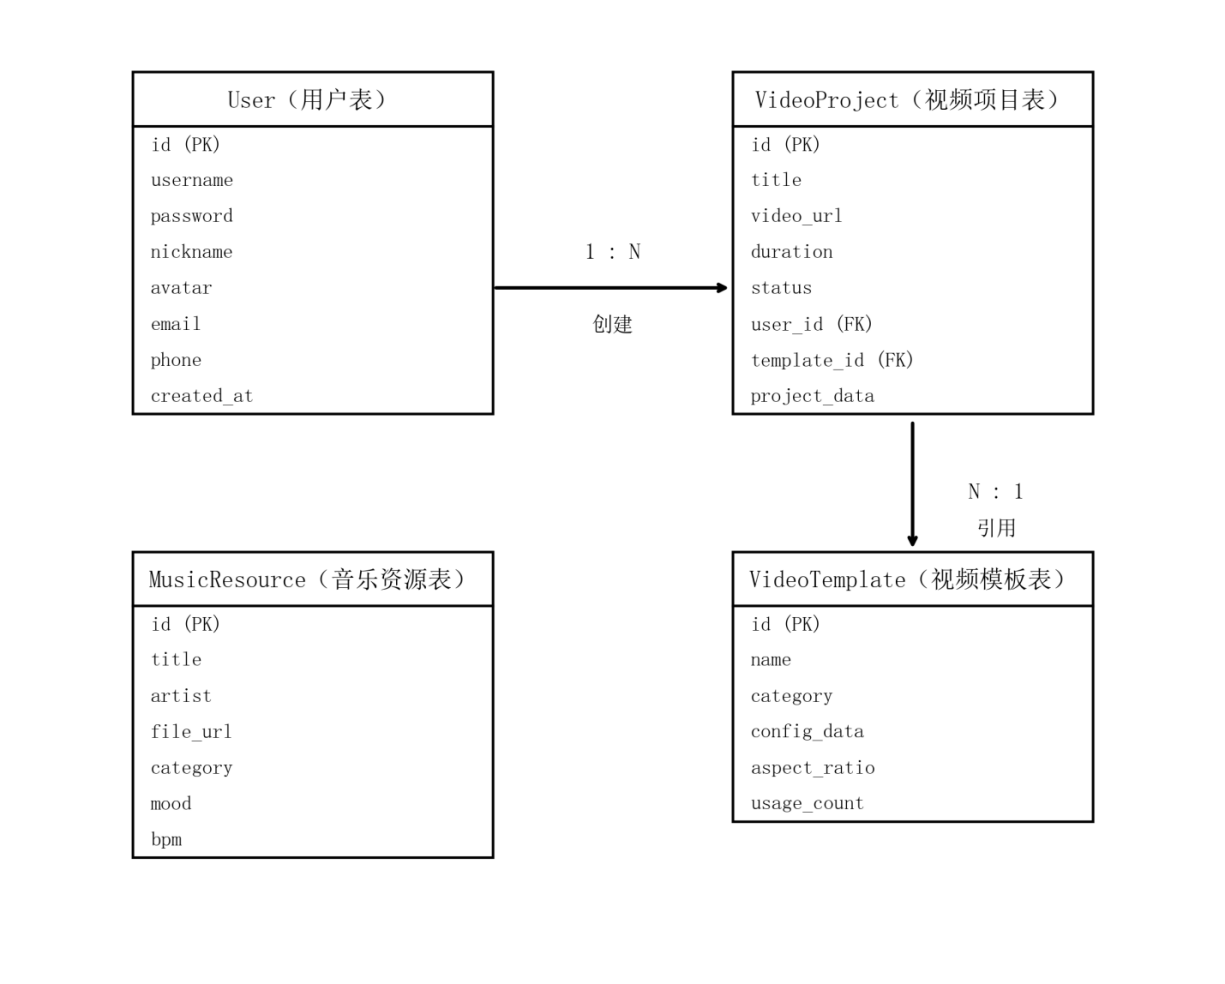 User（用户表）
id (PK)
username
password
nickname
avatar
email
phone
created_at
1 : N
创建
VideoProject（视频项目表）
id (PK)
title
video_url
duration
status
user_id (FK)
template_id (FK)
project_data
N : 1
引用
MusicResource（音乐资源表）
id (PK)
title
artist
file_url
category
mood
bpm
VideoTemplate（视频模板表）
id (PK)
name
category
config_data
aspect_ratio
usage_count